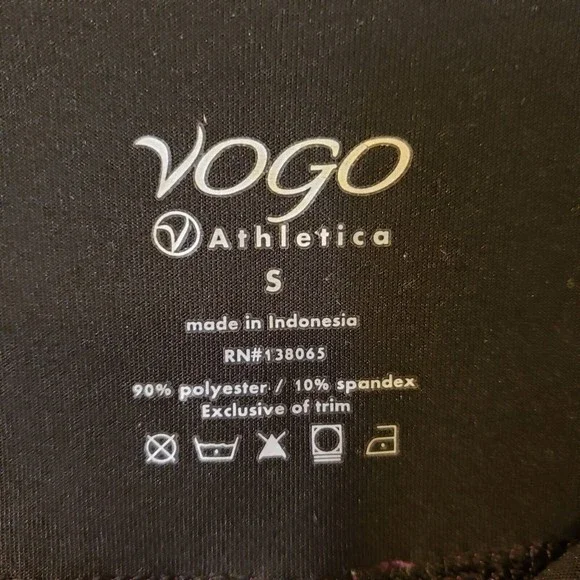 VOGO
Athletica
S
made in Indonesia
RN#138065
90% polyester / 10% spandex
Exclusive of trim